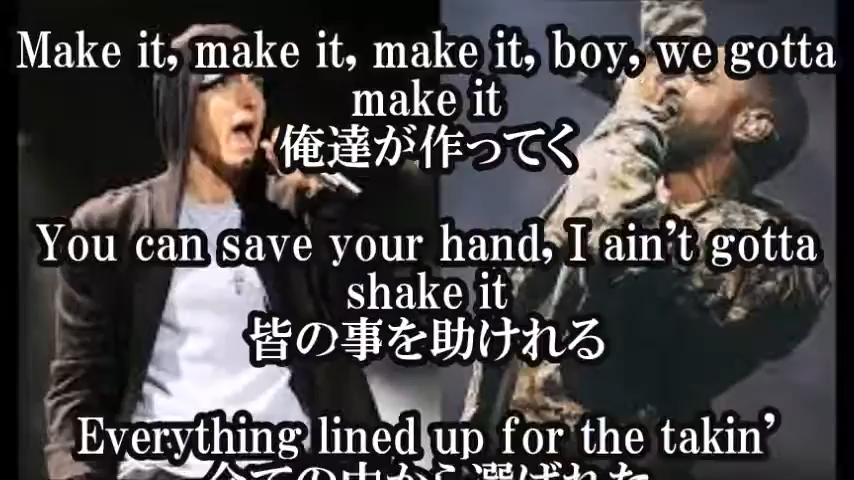 Make it, make it, make it, boy, we gotta
make it
俺達が作ってく
You can save your hand, I ain't gotta
shake it
皆の事を助けれる
Everything lined up for the takin'
全ての中から選ばれた